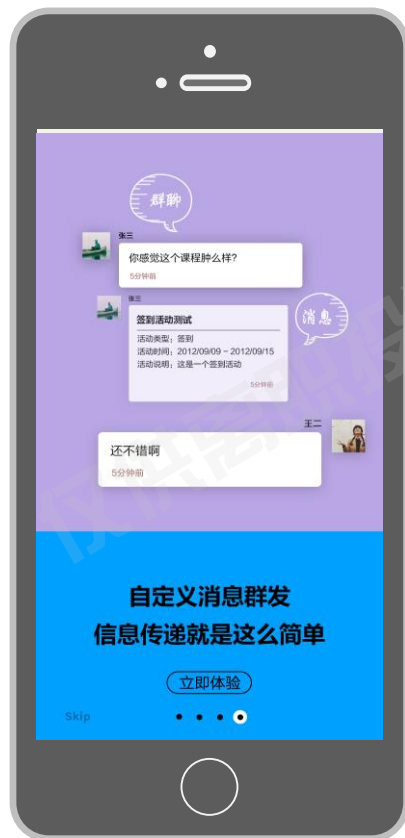 群聊
张三
你感觉这个课程肿么样?
5分钟前
张三
签到活动测试
消息
活动类型：签到
活动时间：2012/09/09 – 2012/09/15
活动说明：这是一个签到活动
5分钟前
王二
还不错啊
5分钟前
仅供离职
自定义消息群发
信息传递就是这么简单
立即体验
Skip